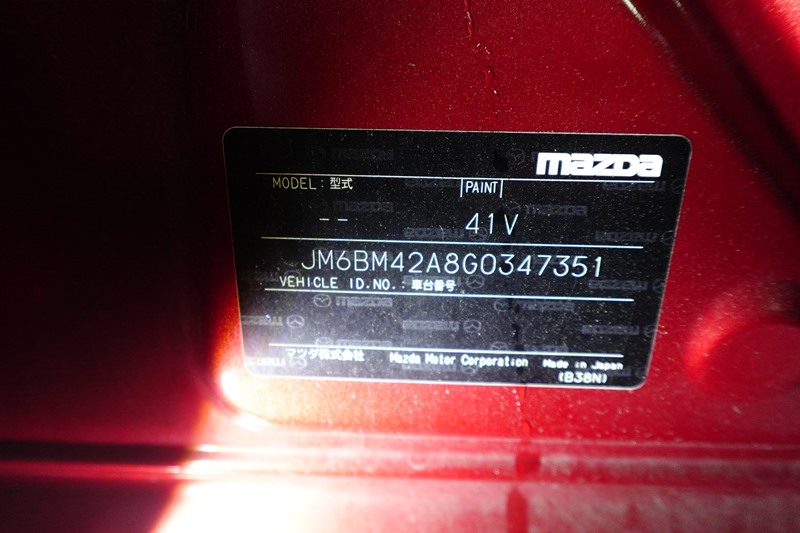 mazda
MODEL : 型式 PAINT
-- 41V
JM6BM42A8G0347351
VEHICLE ID.NO. : 車台番号
マツダ株式会社 Mazda Motor Corporation Made in Japan
(B38N)